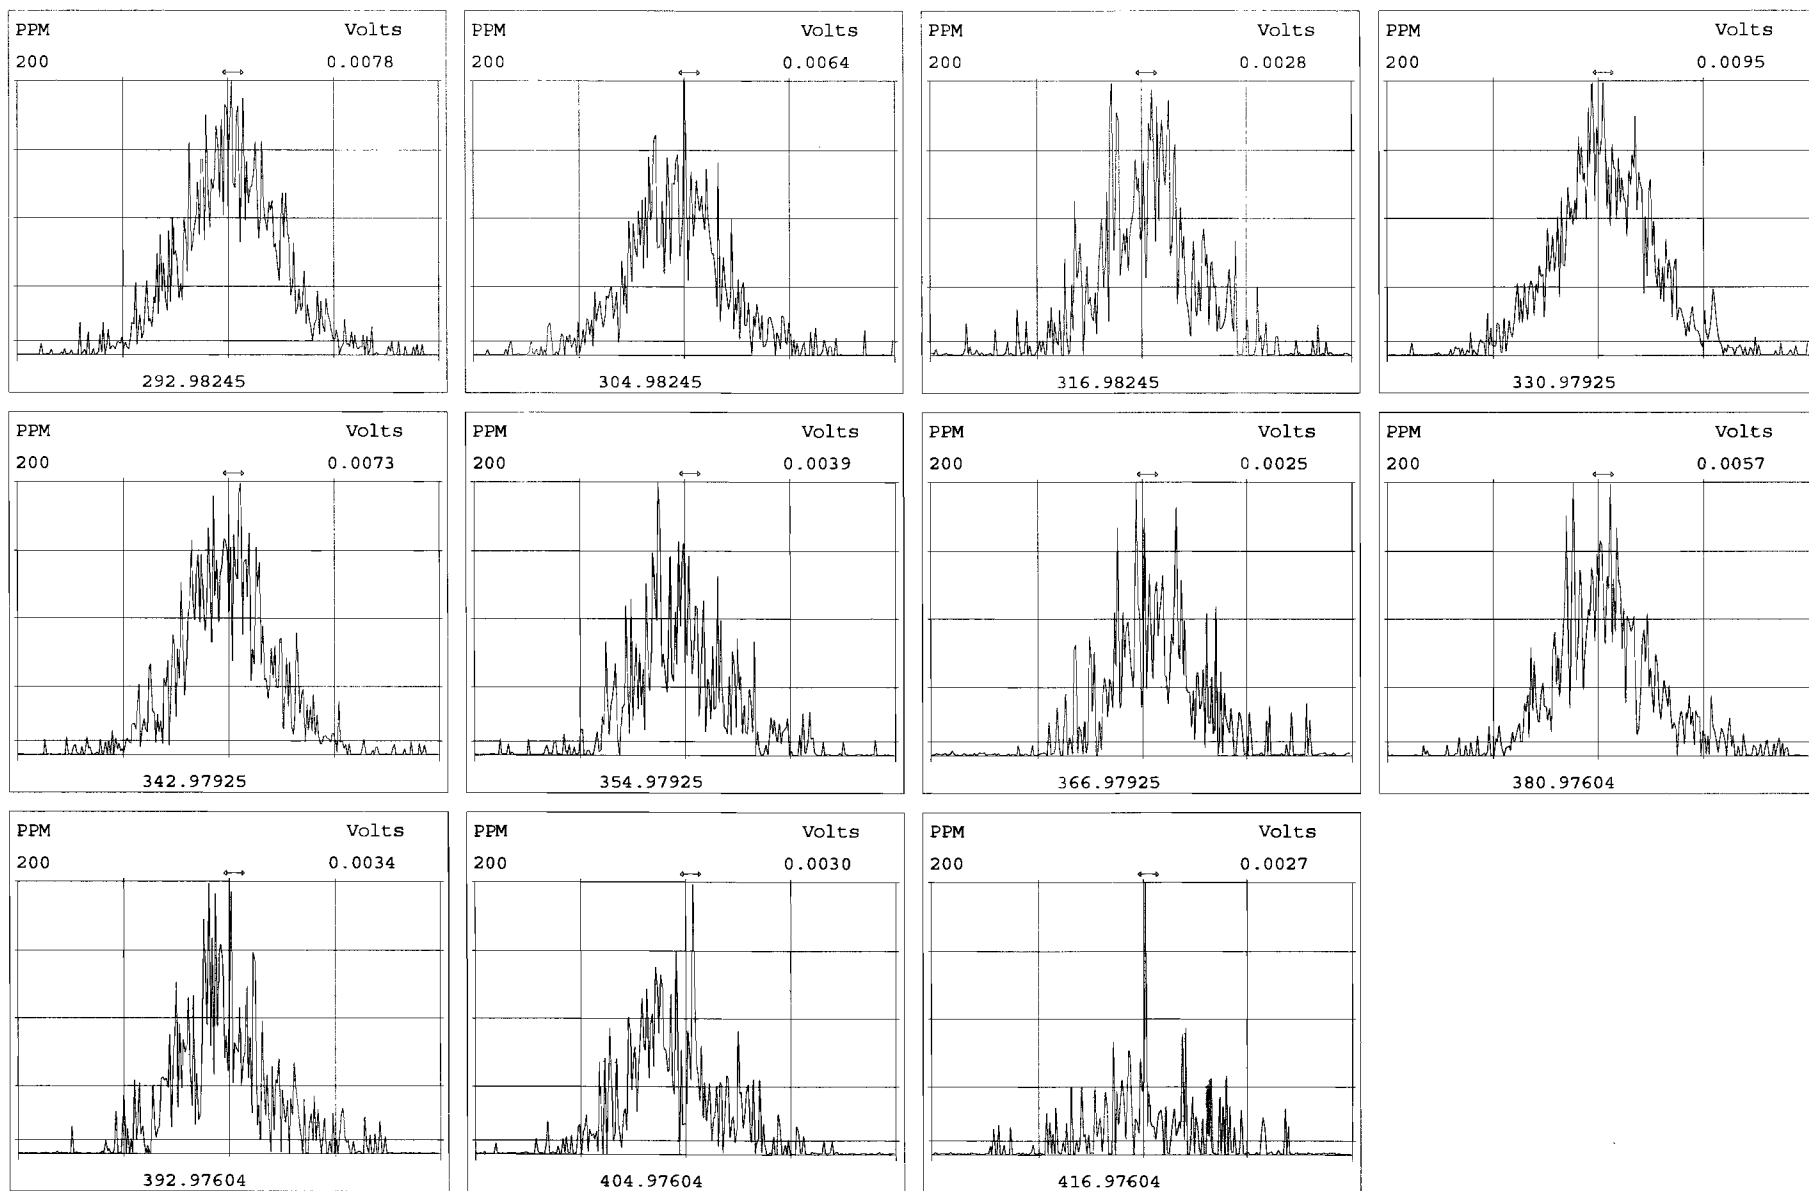 PPM Volts
200 0.0078
292.98245
PPM Volts
200 0.0064
304.98245
PPM Volts
200 0.0028
316.98245
PPM Volts
200 0.0095
330.97925
PPM Volts
200 0.0073
342.97925
PPM Volts
200 0.0039
354.97925
PPM Volts
200 0.0025
366.97925
PPM Volts
200 0.0057
380.97604
PPM Volts
200 0.0034
392.97604
PPM Volts
200 0.0030
404.97604
PPM Volts
200 0.0027
416.97604